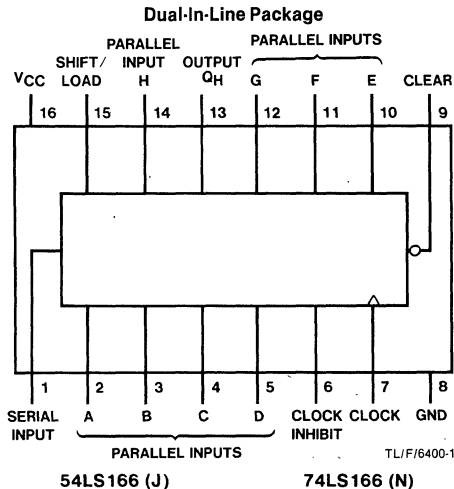 Dual-In-Line Package
PARALLEL INPUTS
PARALLEL
SHIFT/ INPUT OUTPUT
VCC LOAD H QH G F E CLEAR
16 15 14 13 12 11 10 9
1 2 3 4 5 6 7 8
SERIAL A B C D CLOCK CLOCK GND
INPUT INHIBIT
PARALLEL INPUTS
TL/F/6400-1
54LS166 (J) 74LS166 (N)